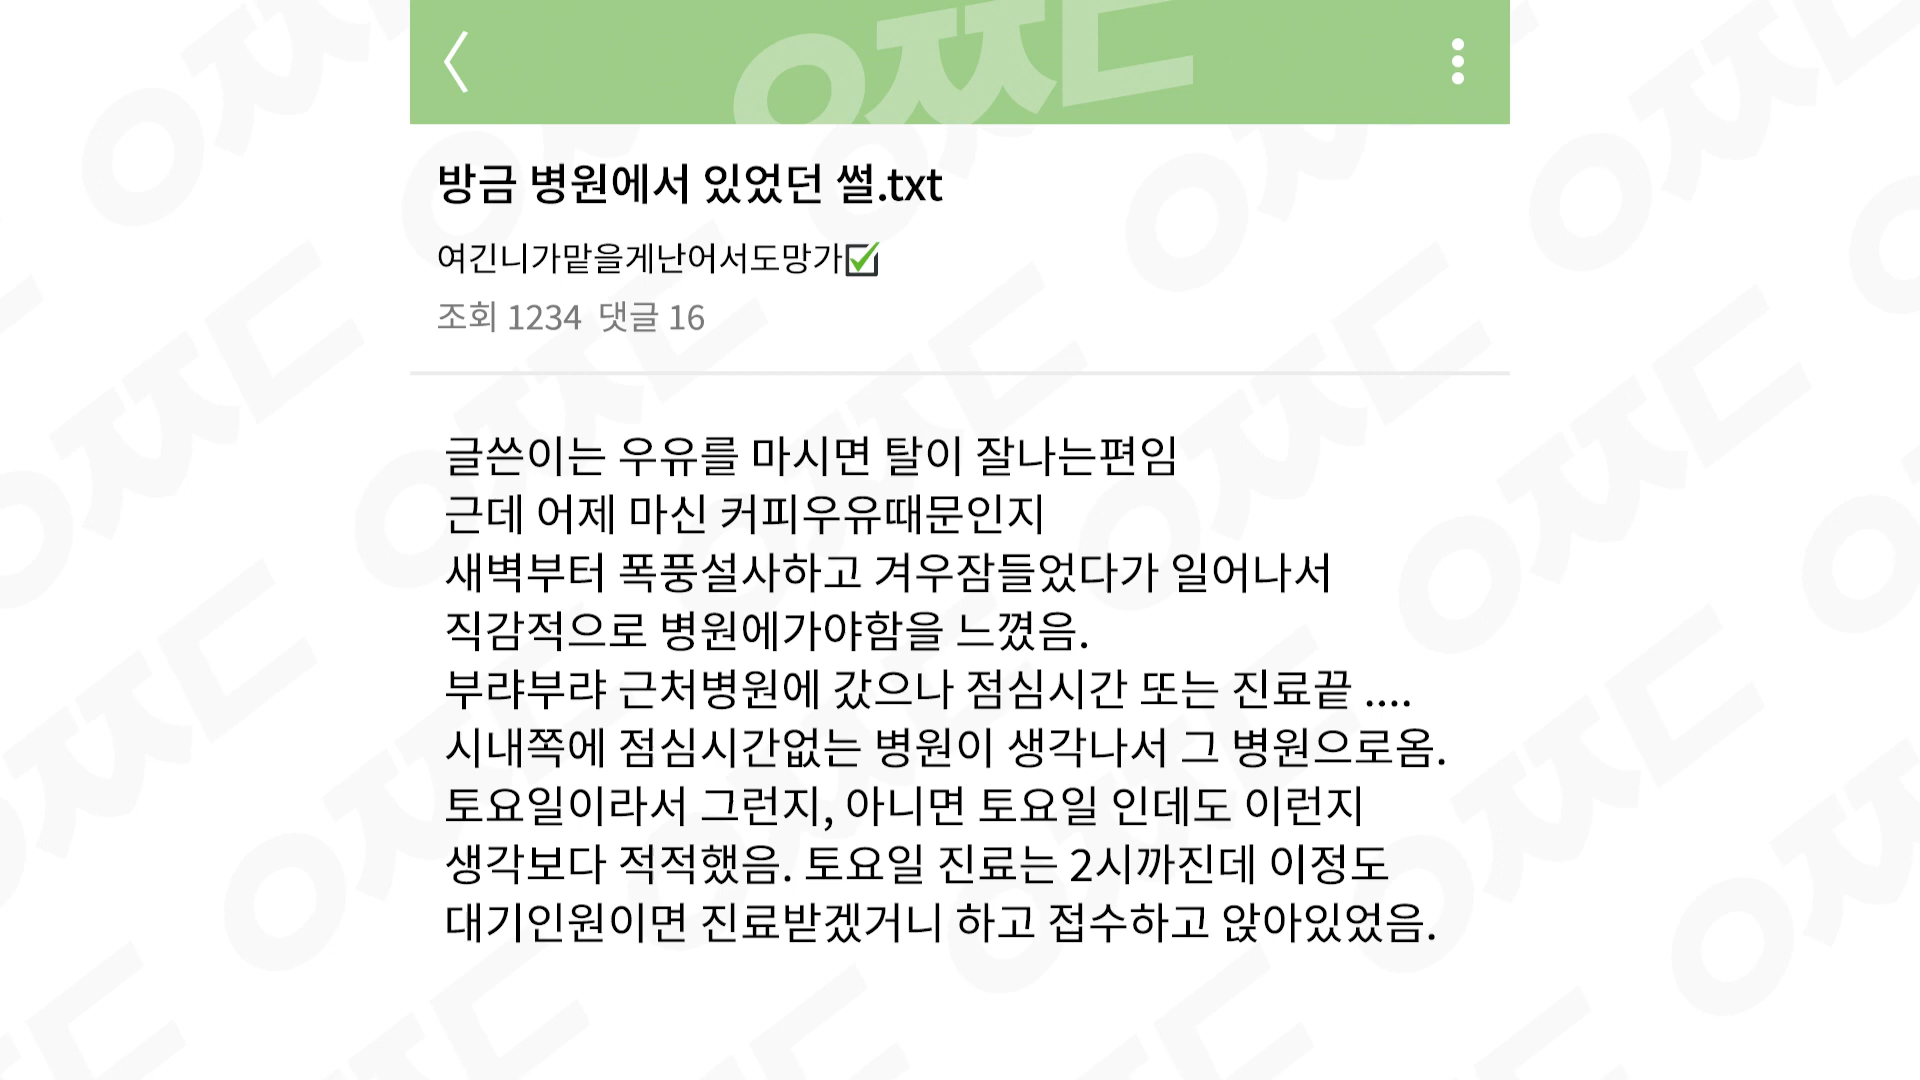 방금 병원에서 있었던 썰.txt
여긴니가맡을게난어서도망가
조회 1234 댓글 16
글쓴이는 우유를 마시면 탈이 잘나는편임
근데 어제 마신 커피우유때문인지
새벽부터 폭풍설사하고 겨우잠들었다가 일어나서
직감적으로 병원에가야함을 느꼈음.
부랴부랴 근처병원에 갔으나 점심시간 또는 진료끝 ....
시내쪽에 점심시간없는 병원이 생각나서 그 병원으로옴.
토요일이라서 그런지, 아니면 토요일 인데도 이런지
생각보다 적적했음. 토요일 진료는 2시까진데 이정도
대기인원이면 진료받겠거니 하고 접수하고 앉아있었음.